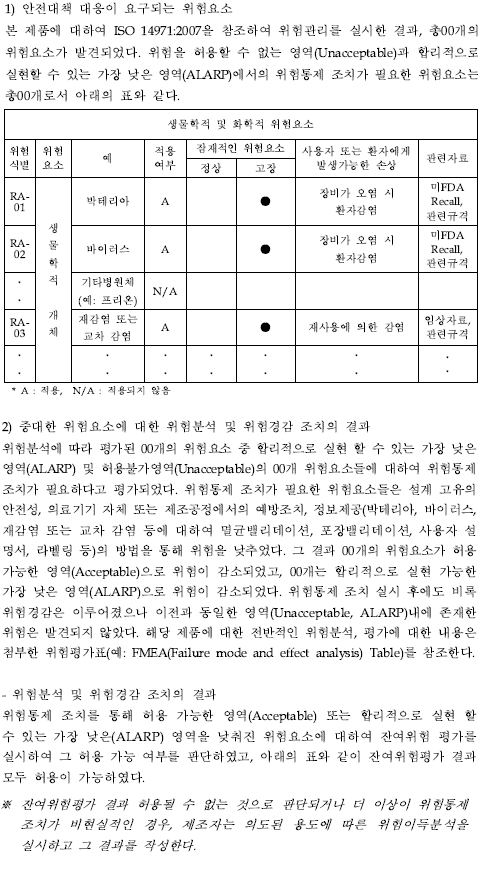 1) 안전대책 대응이 요구되는 위험요소
본 제품에 대하여 ISO 14971:2007을 참조하여 위험관리를 실시한 결과, 총00개의
위험요소가 발견되었다. 위험을 허용할 수 없는 영역(Unacceptable)과 합리적으로
실현할 수 있는 가장 낮은 영역(ALARP)에서의 위험통제 조치가 필요한 위험요소는
총00개로서 아래의 표와 같다.
생물학적 및 화학적 위험요소
위험 식별 위험 요소 예 적용 여부 잠재적인 위험요소 사용자 또는 환자에게 발생가능한 손상 관련자료
정상 고장
생물학적 개체
RA-01 박테리아 A ● 장비가 오염 시 환자감염 미FDA Recall, 관련규격
RA-02 바이러스 A ● 장비가 오염 시 환자감염 미FDA Recall, 관련규격
. . 기타병원체 (예: 프리온) N/A
RA-03 재감염 또는 교차 감염 A ● 재사용에 의한 감염 임상자료, 관련규격
. . . . . . .
. . . . . . .
* A : 적용, N/A : 적용되지 않음
2) 중대한 위험요소에 대한 위험분석 및 위험경감 조치의 결과
위험분석에 따라 평가된 00개의 위험요소 중 합리적으로 실현 할 수 있는 가장 낮은
영역(ALARP) 및 허용불가영역(Unacceptable)의 00개 위험요소들에 대하여 위험통제
조치가 필요하다고 평가되었다. 위험통제 조치가 필요한 위험요소들은 설계 고유의
안전성, 의료기기 자체 또는 제조공정에서의 예방조치, 정보제공(박테리아, 바이러스,
재감염 또는 교차 감염 등에 대하여 멸균밸리데이션, 포장밸리데이션, 사용자 설
명서, 라벨링 등)의 방법을 통해 위험을 낮추었다. 그 결과 00개의 위험요소가 허용
가능한 영역(Acceptable)으로 위험이 감소되었고, 00개는 합리적으로 실현 가능한
가장 낮은 영역(ALARP)으로 위험이 감소되었다. 위험통제 조치 실시 후에도 비록
위험경감은 이루어졌으나 이전과 동일한 영역(Unacceptable, ALARP)내에 존재한
위험은 발견되지 않았다. 해당 제품에 대한 전반적인 위험분석, 평가에 대한 내용은
첨부한 위험평가표(예: FMEA(Failure mode and effect analysis) Table)를 참조한다.
- 위험분석 및 위험경감 조치의 결과
위험통제 조치를 통해 허용 가능한 영역(Acceptable) 또는 합리적으로 실현 할
수 있는 가장 낮은(ALARP) 영역을 낮춰진 위험요소에 대하여 잔여위험 평가를
실시하여 그 허용 가능 여부를 판단하였고, 아래의 표와 같이 잔여위험평가 결과
모두 허용이 가능하였다.
※ 잔여위험평가 결과 허용될 수 없는 것으로 판단되거나 더 이상이 위험통제
조치가 비현실적인 경우, 제조자는 의도된 용도에 따른 위험이득분석을
실시하고 그 결과를 작성한다.